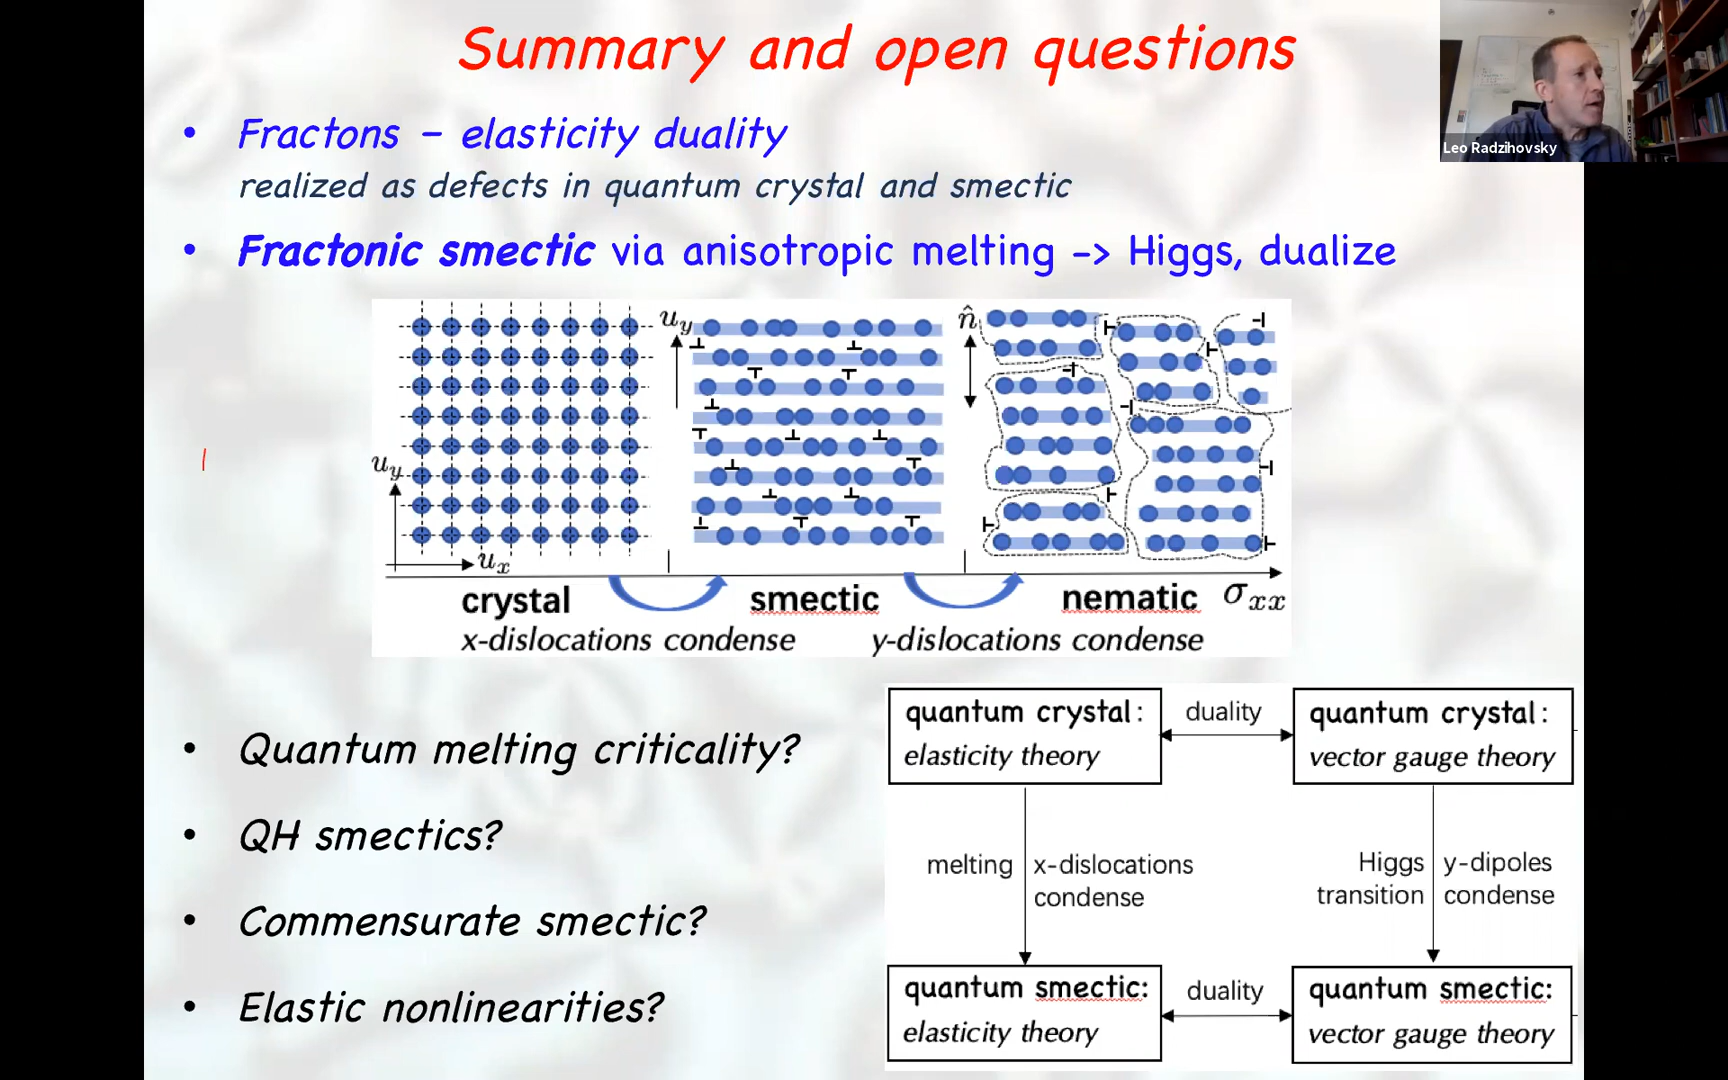 Summary and open questions
Leo Radzihovsky
• Fractons – elasticity duality
realized as defects in quantum crystal and smectic
• Fractonic smectic via anisotropic melting -> Higgs, dualize
u_y
u_x
u_y
n̂
crystal
smectic
nematic
σ_xx
x-dislocations condense
y-dislocations condense
• Quantum melting criticality?
• QH smectics?
• Commensurate smectic?
• Elastic nonlinearities?
quantum crystal:
elasticity theory
duality
quantum crystal:
vector gauge theory
melting
x-dislocations
condense
Higgs
transition
y-dipoles
condense
quantum smectic:
elasticity theory
duality
quantum smectic:
vector gauge theory